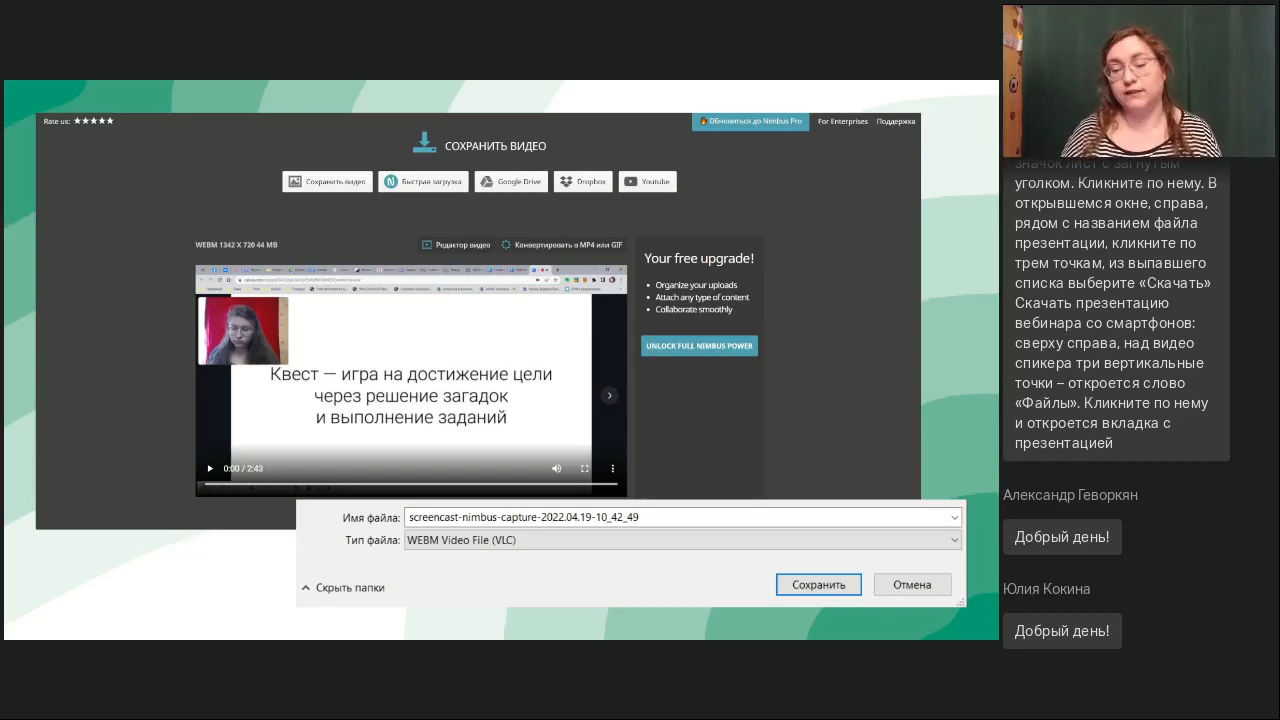 Rate us: ★★★★★
Обновиться до Nimbus Pro
For Enterprises
Поддержка
СОХРАНИТЬ ВИДЕО
Сохранить видео
Быстрая загрузка
Google Drive
Dropbox
Youtube
WEBM 1342 X 720 44 MB
Редактор видео
Конвертировать в MP4 или GIF
Квест — игра на достижение цели
через решение загадок
и выполнение заданий
0:00 / 2:43
Your free upgrade!
• Organize your uploads
• Attach any type of content
• Collaborate smoothly
UNLOCK FULL NIMBUS POWER
Имя файла: screencast-nimbus-capture-2022.04.19-10_42_49
Тип файла: WEBM Video File (VLC)
Скрыть папки
Сохранить
Отмена
значок лист с загнутым
уголком. Кликните по нему. В
открывшемся окне, справа,
рядом с названием файла
презентации, кликните по
трем точкам, из выпавшего
списка выберите «Скачать»
Скачать презентацию
вебинара со смартфонов:
сверху справа, над видео
спикера три вертикальные
точки – откроется слово
«Файлы». Кликните по нему
и откроется вкладка с
презентацией
Александр Геворкян
Добрый день!
Юлия Кокина
Добрый день!